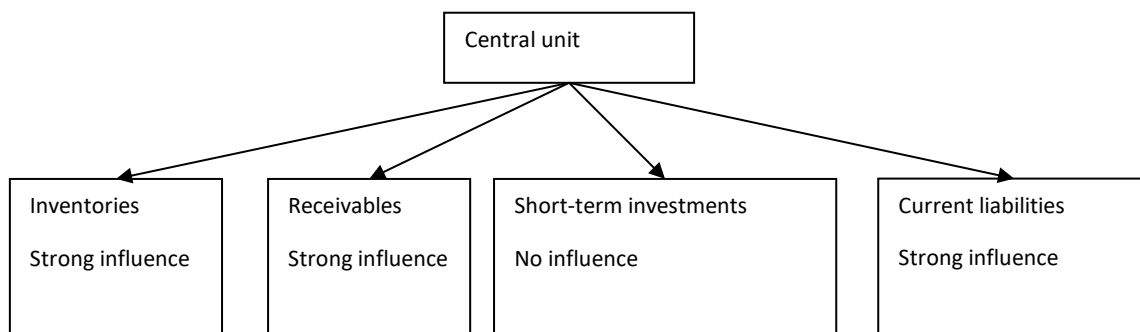 Central unit
Inventories
Strong influence
Receivables
Strong influence
Short-term investments
No influence
Current liabilities
Strong influence